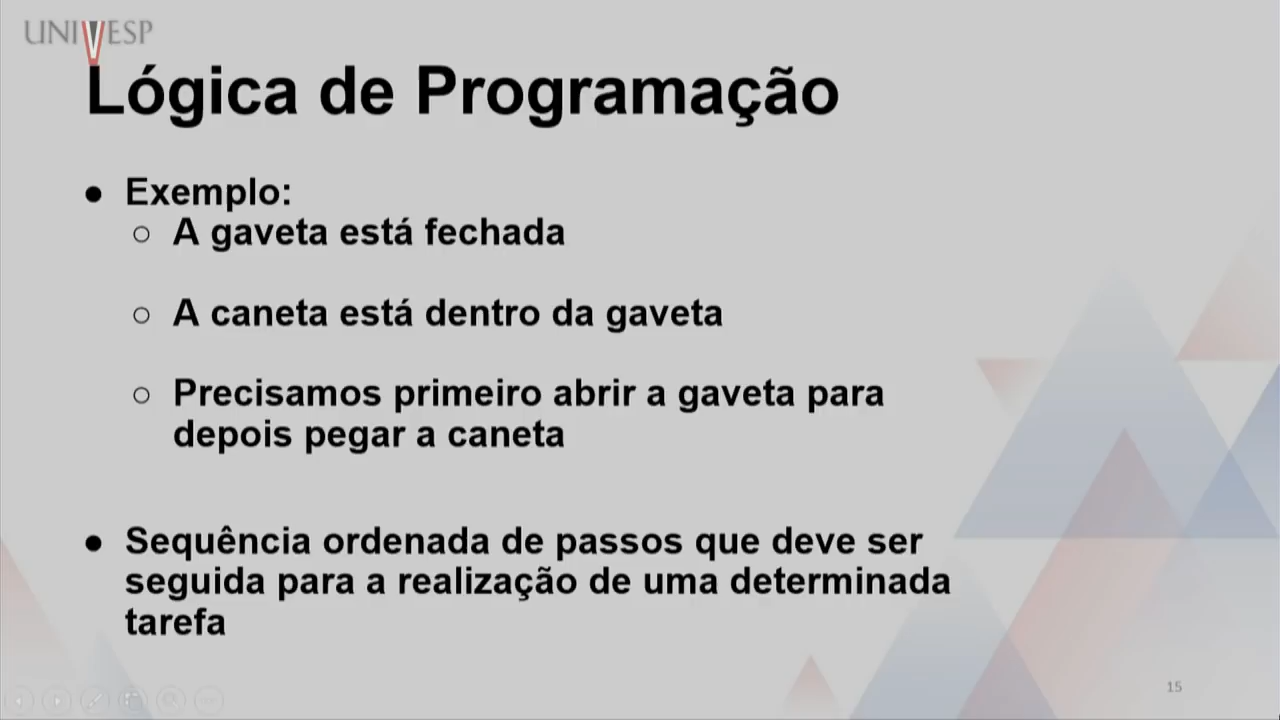 UNIVESP
Lógica de Programação
● Exemplo:
○ A gaveta está fechada
○ A caneta está dentro da gaveta
○ Precisamos primeiro abrir a gaveta para
depois pegar a caneta
● Sequência ordenada de passos que deve ser
seguida para a realização de uma determinada
tarefa
15